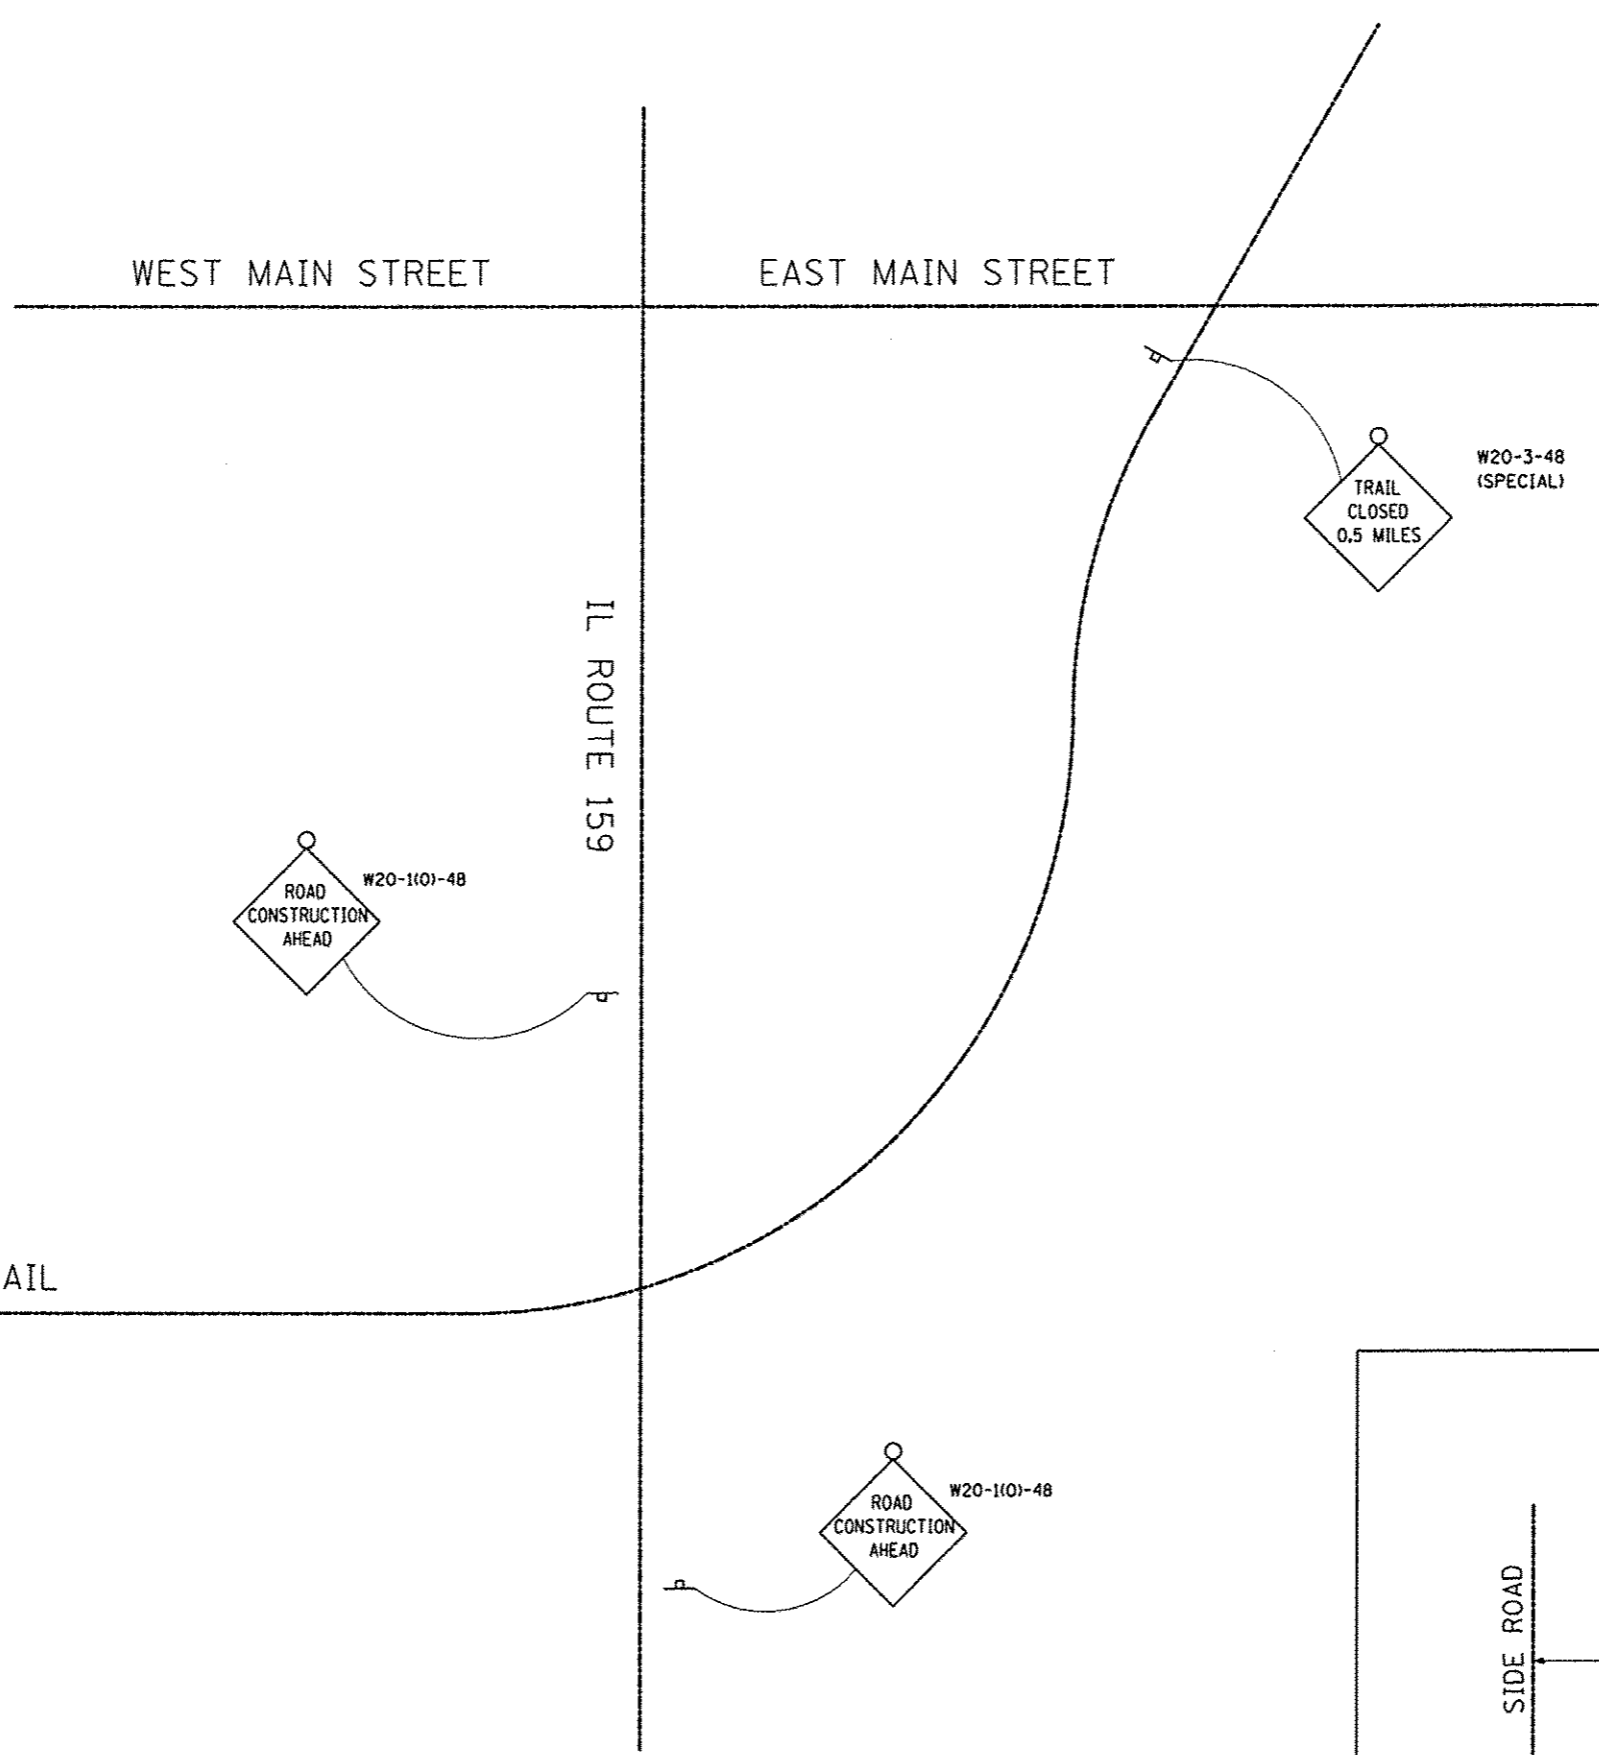 WEST MAIN STREET
EAST MAIN STREET
W20-3-48
(SPECIAL)
TRAIL
CLOSED
0.5 MILES
IL ROUTE 159
W20-1(O)-48
ROAD
CONSTRUCTION
AHEAD
AIL
W20-1(O)-48
ROAD
CONSTRUCTION
AHEAD
SIDE ROAD